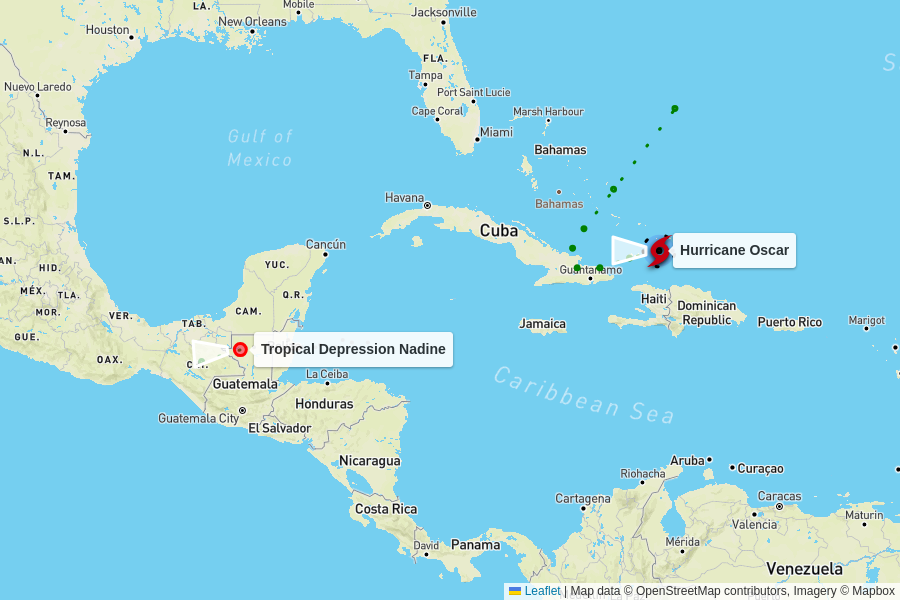 LA.
Mobile
Jacksonville
New Orleans
Houston
FLA.
Tampa
Nuevo Laredo
Port Saint Lucie
Cape Coral
Marsh Harbour
Reynosa
Miami
Gulf of
Mexico
Bahamas
N.L.
TAM.
Havana
Bahamas
S.L.P.
Cuba
Cancún
Hurricane Oscar
AN.
HID.
YUC.
Guantanamo
MÉX.
TLA.
Q.R.
Haiti
Dominican
Republic
MOR.
VER.
CAM.
TAB.
Jamaica
Puerto Rico
Marigot
GUE.
OAX.
Tropical Depression Nadine
La Ceiba
Guatemala
Caribbean Sea
Honduras
Guatemala City
El Salvador
Nicaragua
Aruba
Curaçao
Riohacha
Costa Rica
Cartagena
Caracas
Maturin
Valencia
David
Panama
Mérida
Venezuela
Leaflet | Map data © OpenStreetMap contributors, Imagery © Mapbox